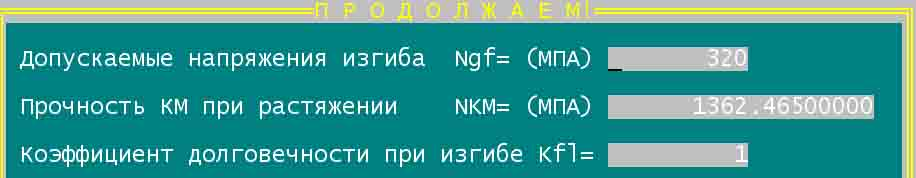 П Р О Д О Л Ж А Е М!
Допускаемые напряжения изгиба Ngf= (МПА) 320
Прочность КМ при растяжении NКМ= (МПА) 1362.46500000
Коэффициент долговечности при изгибе Kfl= 1